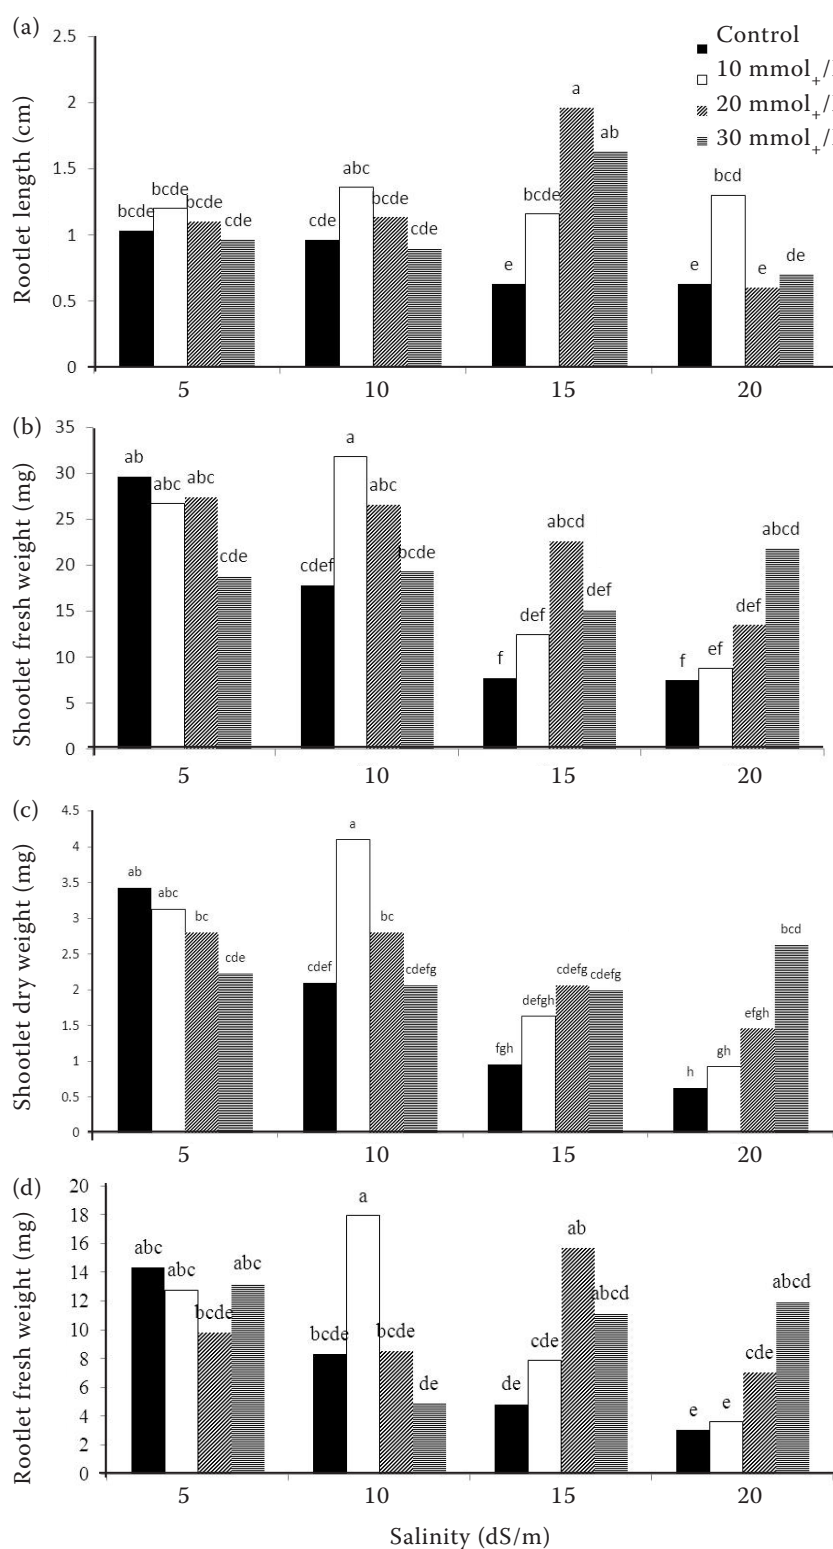 (a)
Rootlet length (cm)
2.5
2
1.5
1
0.5
0
Control
10 mmol+/
20 mmol+/
30 mmol+/
bcde bcde bcde cde
cde abc bcde cde
e bcde a ab
e bcd e de
5 10 15 20
(b)
Shootlet fresh weight (mg)
35
30
25
20
15
10
5
0
ab abc abc cde
cdef a abc bcde
f def abcd def
f ef def abcd
5 10 15 20
(c)
Shootlet dry weight (mg)
4.5
4
3.5
3
2.5
2
1.5
1
0.5
0
ab abc bc cde
cdef a bc cdefg
fgh defgh cdefg cdefg
h gh efgh bcd
5 10 15 20
(d)
Rootlet fresh weight (mg)
20
18
16
14
12
10
8
6
4
2
0
abc abc bcde abc
bcde a bcde de
de cde ab abcd
e e cde abcd
5 10 15 20
Salinity (dS/m)